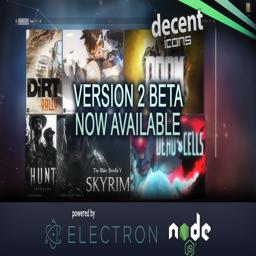 decent
icons
DiRT
RALLY
DOOM
VERSION 2 BETA
NOW AVAILABLE
HUNT
The Elder Scrolls V
SKYRIM
DEAD CELLS
powered by
ELECTRON
node
JS